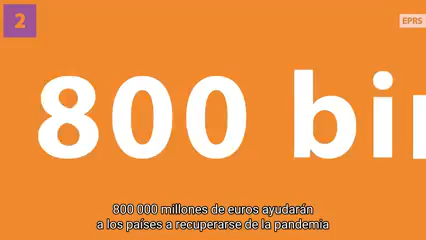 2
EPRS
800 bi
800 000 millones de euros ayudarán
a los países a recuperarse de la pandemia